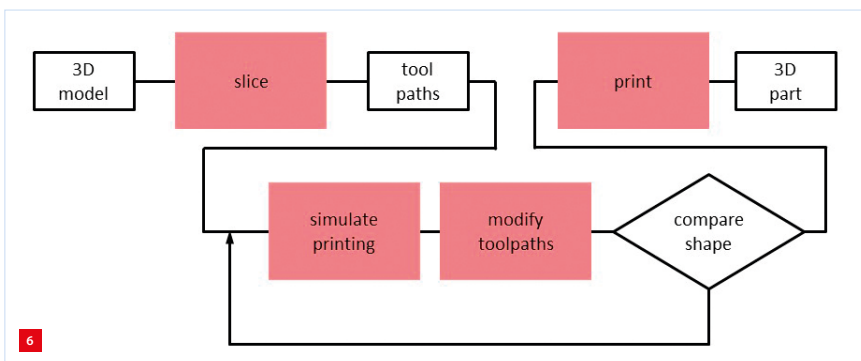 3D
model
slice
tool
paths
print
3D
part
simulate
printing
modify
toolpaths
compare
shape
6